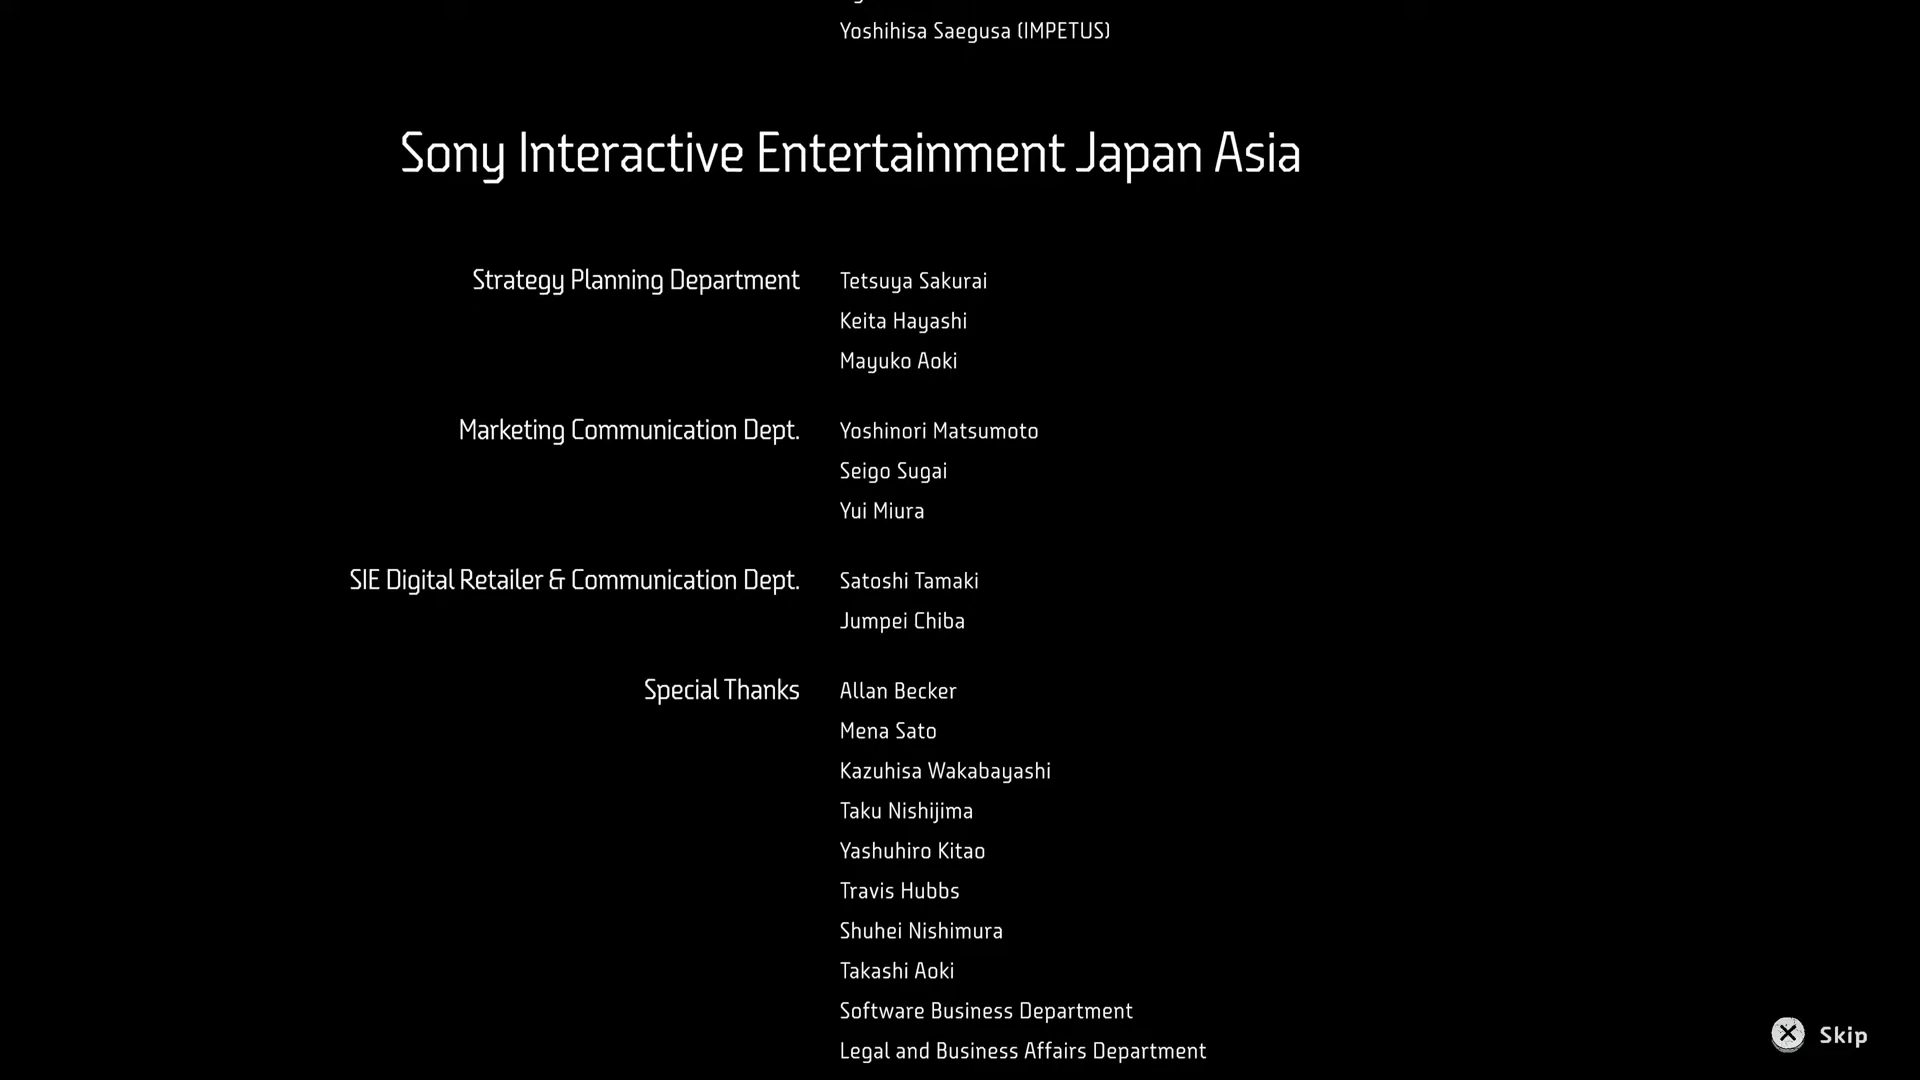 Yoshihisa Saegusa (IMPETUS)
Sony Interactive Entertainment Japan Asia
Strategy Planning Department Tetsuya Sakurai
Keita Hayashi
Mayuko Aoki
Marketing Communication Dept. Yoshinori Matsumoto
Seigo Sugai
Yui Miura
SIE Digital Retailer & Communication Dept. Satoshi Tamaki
Jumpei Chiba
Special Thanks Allan Becker
Mena Sato
Kazuhisa Wakabayashi
Taku Nishijima
Yashuhiro Kitao
Travis Hubbs
Shuhei Nishimura
Takashi Aoki
Software Business Department
Legal and Business Affairs Department
Skip